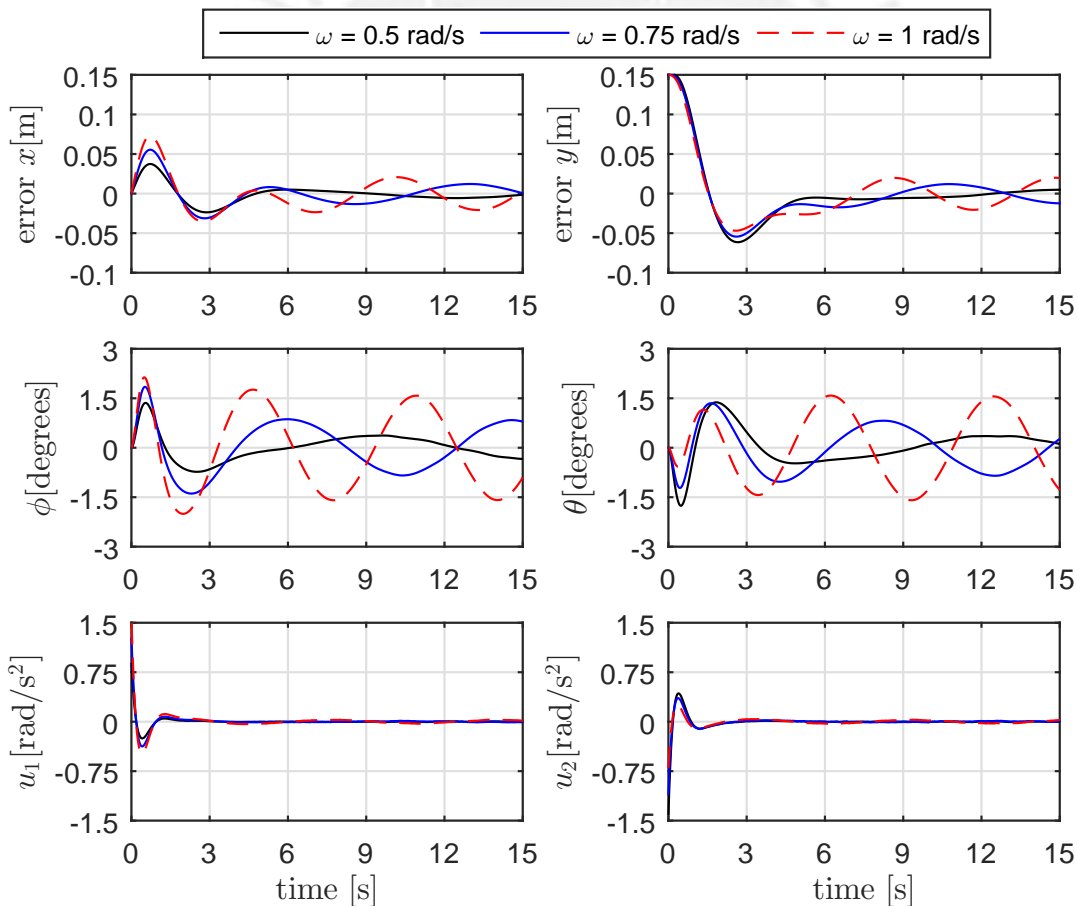 ω = 0.5 rad/s ω = 0.75 rad/s ω = 1 rad/s
error x[m]
0.15
0.1
0.05
0
-0.05
-0.1
0 3 6 9 12 15
error y[m]
0.15
0.1
0.05
0
-0.05
-0.1
0 3 6 9 12 15
ϕ[degrees]
3
1.5
0
-1.5
-3
0 3 6 9 12 15
θ[degrees]
3
1.5
0
-1.5
-3
0 3 6 9 12 15
u₁[rad/s²]
1.5
0.75
0
-0.75
-1.5
0 3 6 9 12 15
time [s]
u₂[rad/s²]
1.5
0.75
0
-0.75
-1.5
0 3 6 9 12 15
time [s]